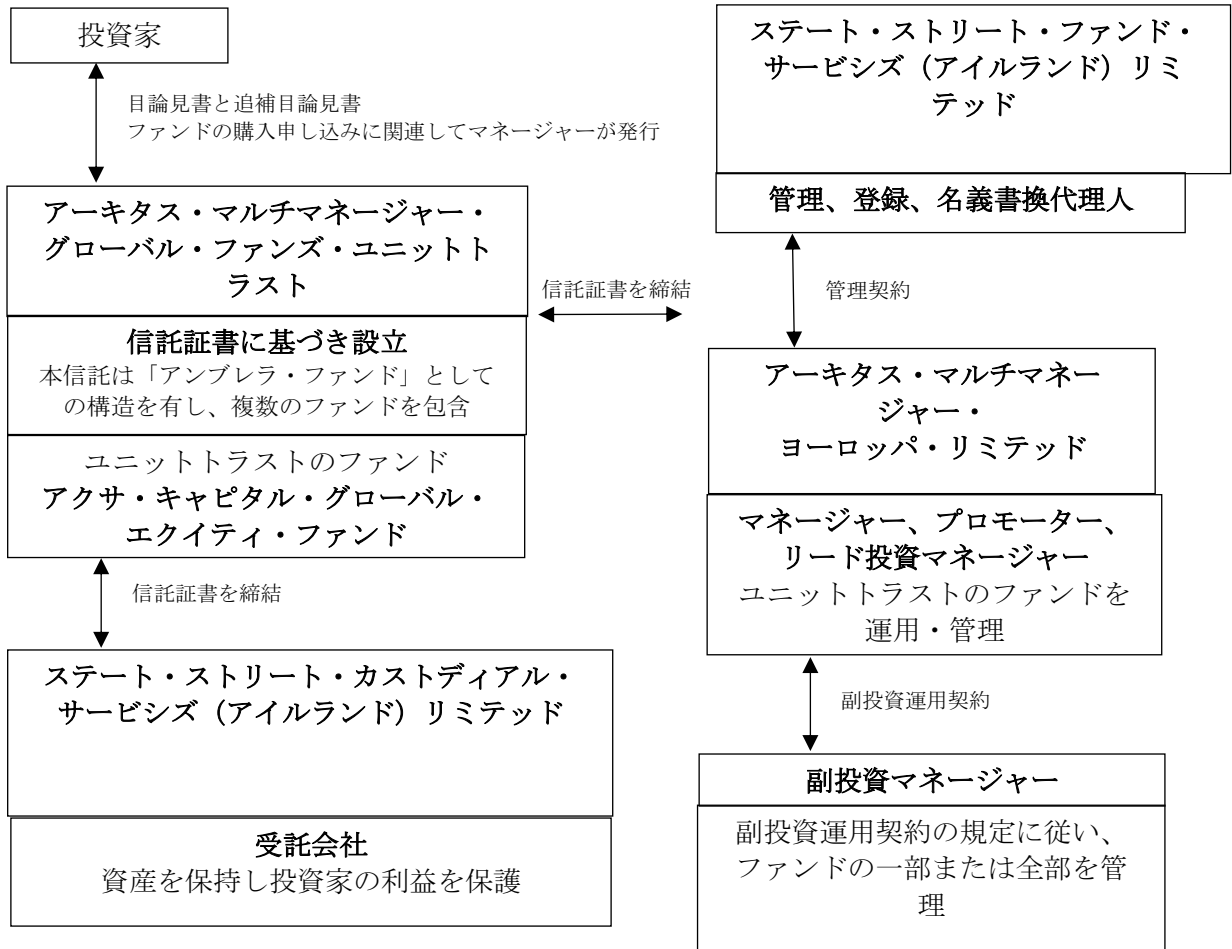 投資家
目論見書と追補目論見書
ファンドの購入申し込みに関連してマネージャーが発行
アーキタス・マルチマネージャー・
グローバル・ファンズ・ユニットト
ラスト
信託証書に基づき設立
本信託は「アンブレラ・ファンド」として
の構造を有し、複数のファンドを包含
ユニットトラストのファンド
アクサ・キャピタル・グローバル・
エクイティ・ファンド
信託証書を締結
ステート・ストリート・カストディアル・
サービシズ（アイルランド）リミテッド
受託会社
資産を保持し投資家の利益を保護
信託証書を締結
ステート・ストリート・ファンド・
サービシズ（アイルランド）リミ
テッド
管理、登録、名義書換代理人
管理契約
アーキタス・マルチマネー
ジャー・
ヨーロッパ・リミテッド
マネージャー、プロモーター、
リード投資マネージャー
ユニットトラストのファンドを
運用・管理
副投資運用契約
副投資マネージャー
副投資運用契約の規定に従い、
ファンドの一部または全部を管
理